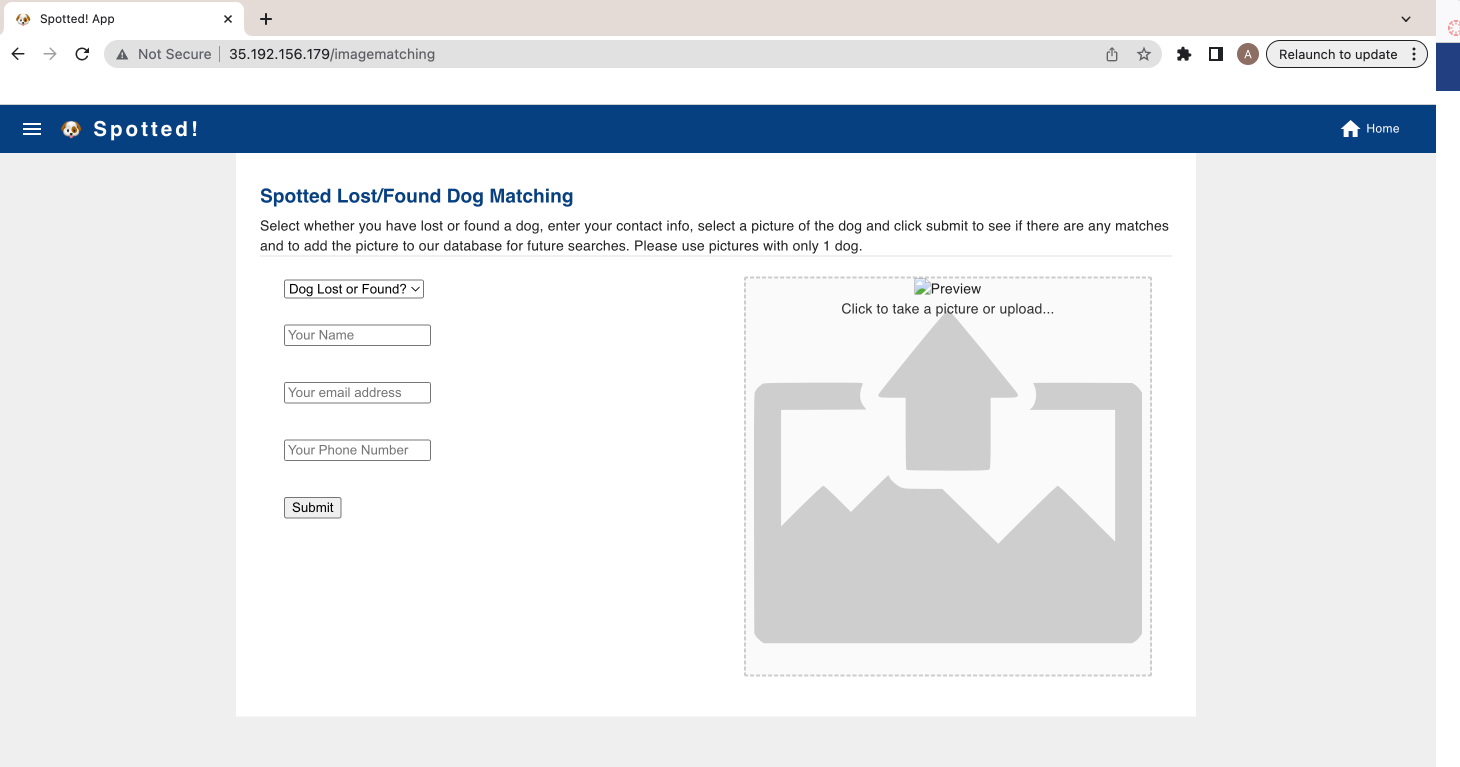 Spotted! App
Not Secure
35.192.156.179/imagematching
A
Relaunch to update
Spotted!
Home
Spotted Lost/Found Dog Matching
Select whether you have lost or found a dog, enter your contact info, select a picture of the dog and click submit to see if there are any matches
and to add the picture to our database for future searches. Please use pictures with only 1 dog.
Dog Lost or Found?
Your Name
Your email address
Your Phone Number
Submit
Preview
Click to take a picture or upload...